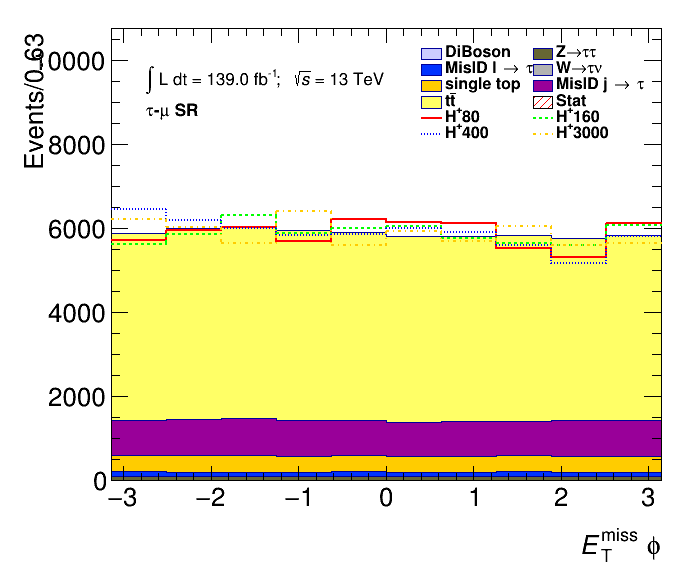 Events/0.63
10000
8000
6000
4000
2000
0
∫ L dt = 139.0 fb⁻¹; √s = 13 TeV
τ-μ SR
DiBoson
Z→ττ
MisID l → τ
W→τν
single top
MisID j → τ
tt̄
Stat
H⁺80
H⁺160
H⁺400
H⁺3000
−3 −2 −1 0 1 2 3
E_T^miss ϕ